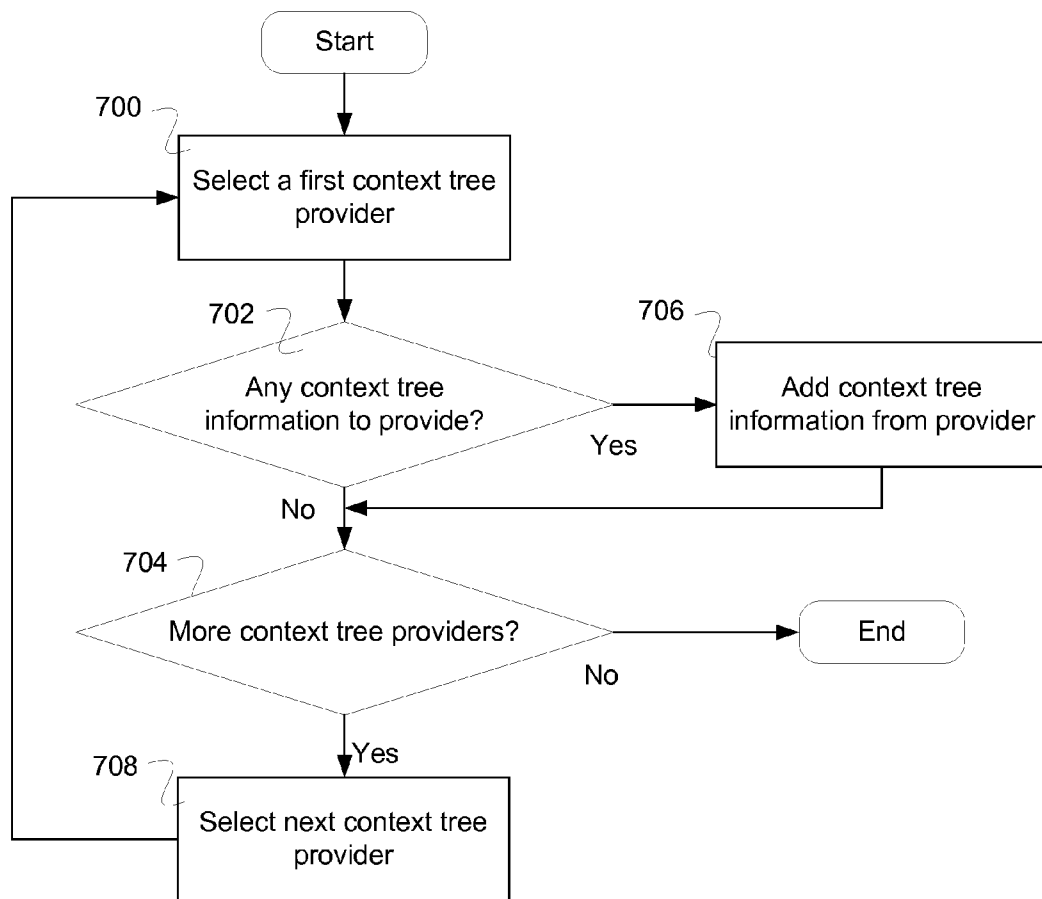 Start
700
Select a first context tree
provider
702
Any context tree
information to provide?
Yes
706
Add context tree
information from provider
No
704
More context tree providers?
No
End
Yes
708
Select next context tree
provider